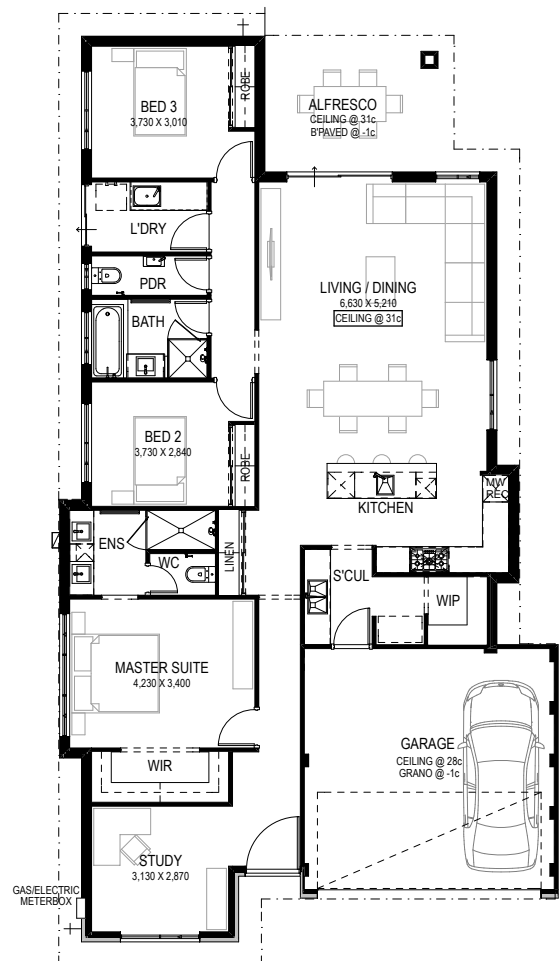 BED 3
3,730 X 3,010
ROBE
ALFRESCO
CEILING @ 31c
B'PAVED @ -1c
L'DRY
PDR
BATH
LIVING / DINING
6,630 X 5,210
CEILING @ 31c
BED 2
3,730 X 2,840
ROBE
MW
REC
KITCHEN
ENS
WC
LINEN
S'CUL
WIP
MASTER SUITE
4,230 X 3,400
WIR
GARAGE
CEILING @ 28c
GRANO @ -1c
STUDY
3,130 X 2,870
GAS/ELECTRIC
METERBOX